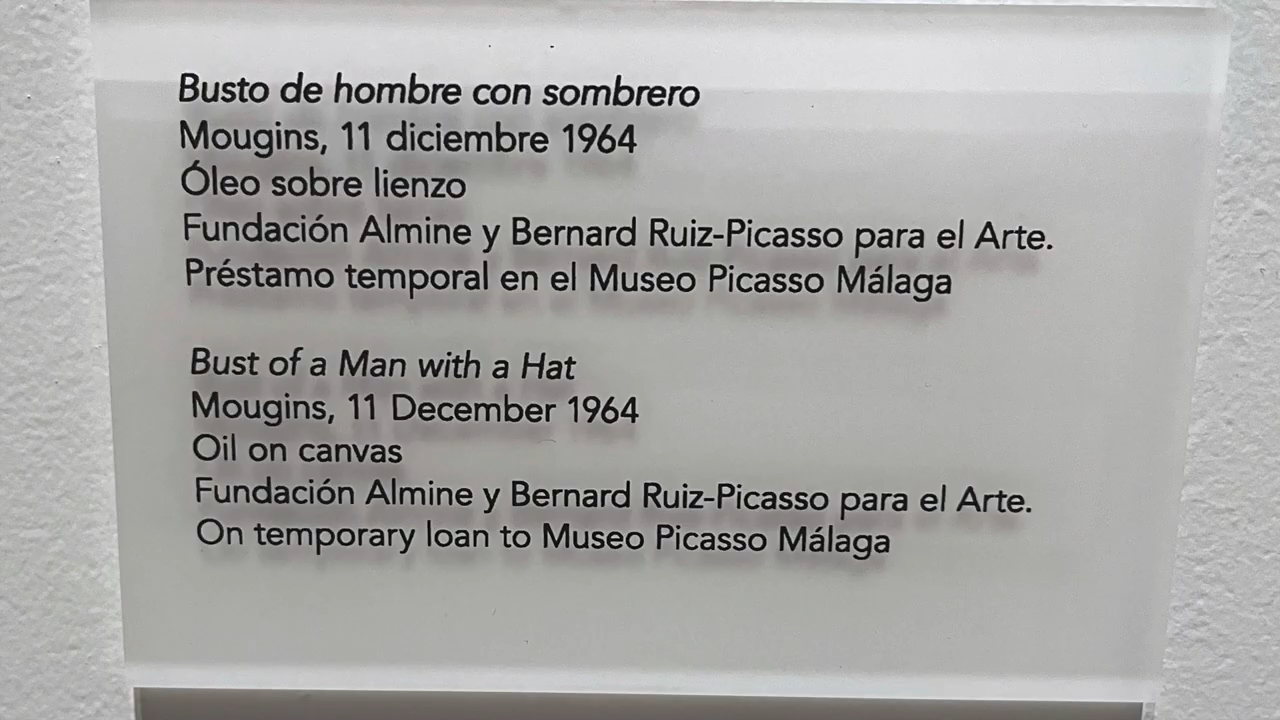 Busto de hombre con sombrero
Mougins, 11 diciembre 1964
Óleo sobre lienzo
Fundación Almine y Bernard Ruiz-Picasso para el Arte.
Préstamo temporal en el Museo Picasso Málaga
Bust of a Man with a Hat
Mougins, 11 December 1964
Oil on canvas
Fundación Almine y Bernard Ruiz-Picasso para el Arte.
On temporary loan to Museo Picasso Málaga